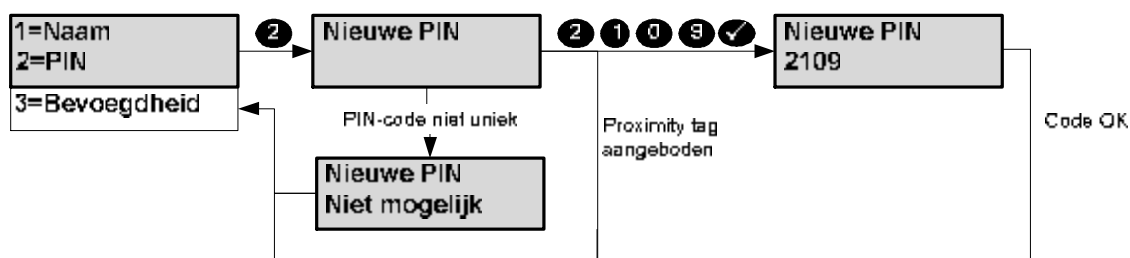 1=Naam
2=PIN
3=Bevoegdheid
2
Nieuwe PIN
2 1 0 9 ✓
Nieuwe PIN
2109
PIN-code niet uniek
Nieuwe PIN
Niet mogelijk
Proximity tag
aangeboden
Code OK